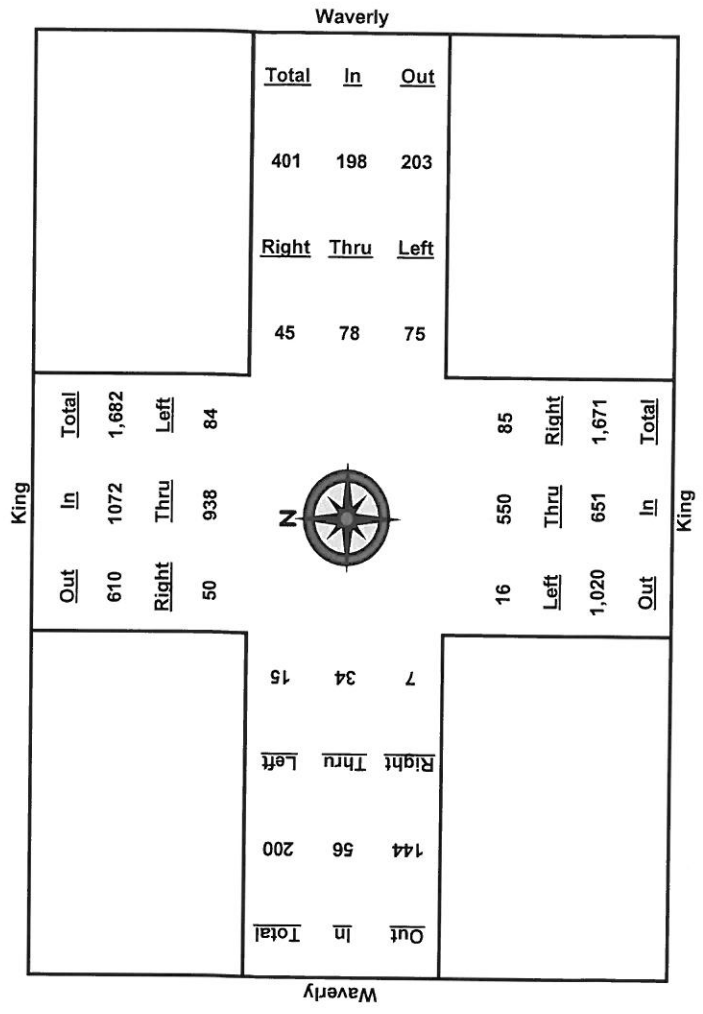 Waverly
Total In Out
401 198 203
Right Thru Left
45 78 75
King
Total In Out
1,682 1072 610
Left Thru Right
84 938 50
N
85 550 16
Right Thru Left
1,671 651 1,020
Total In Out
King
15 34 7
Left Thru Right
200 56 144
Total In Out
Waverly